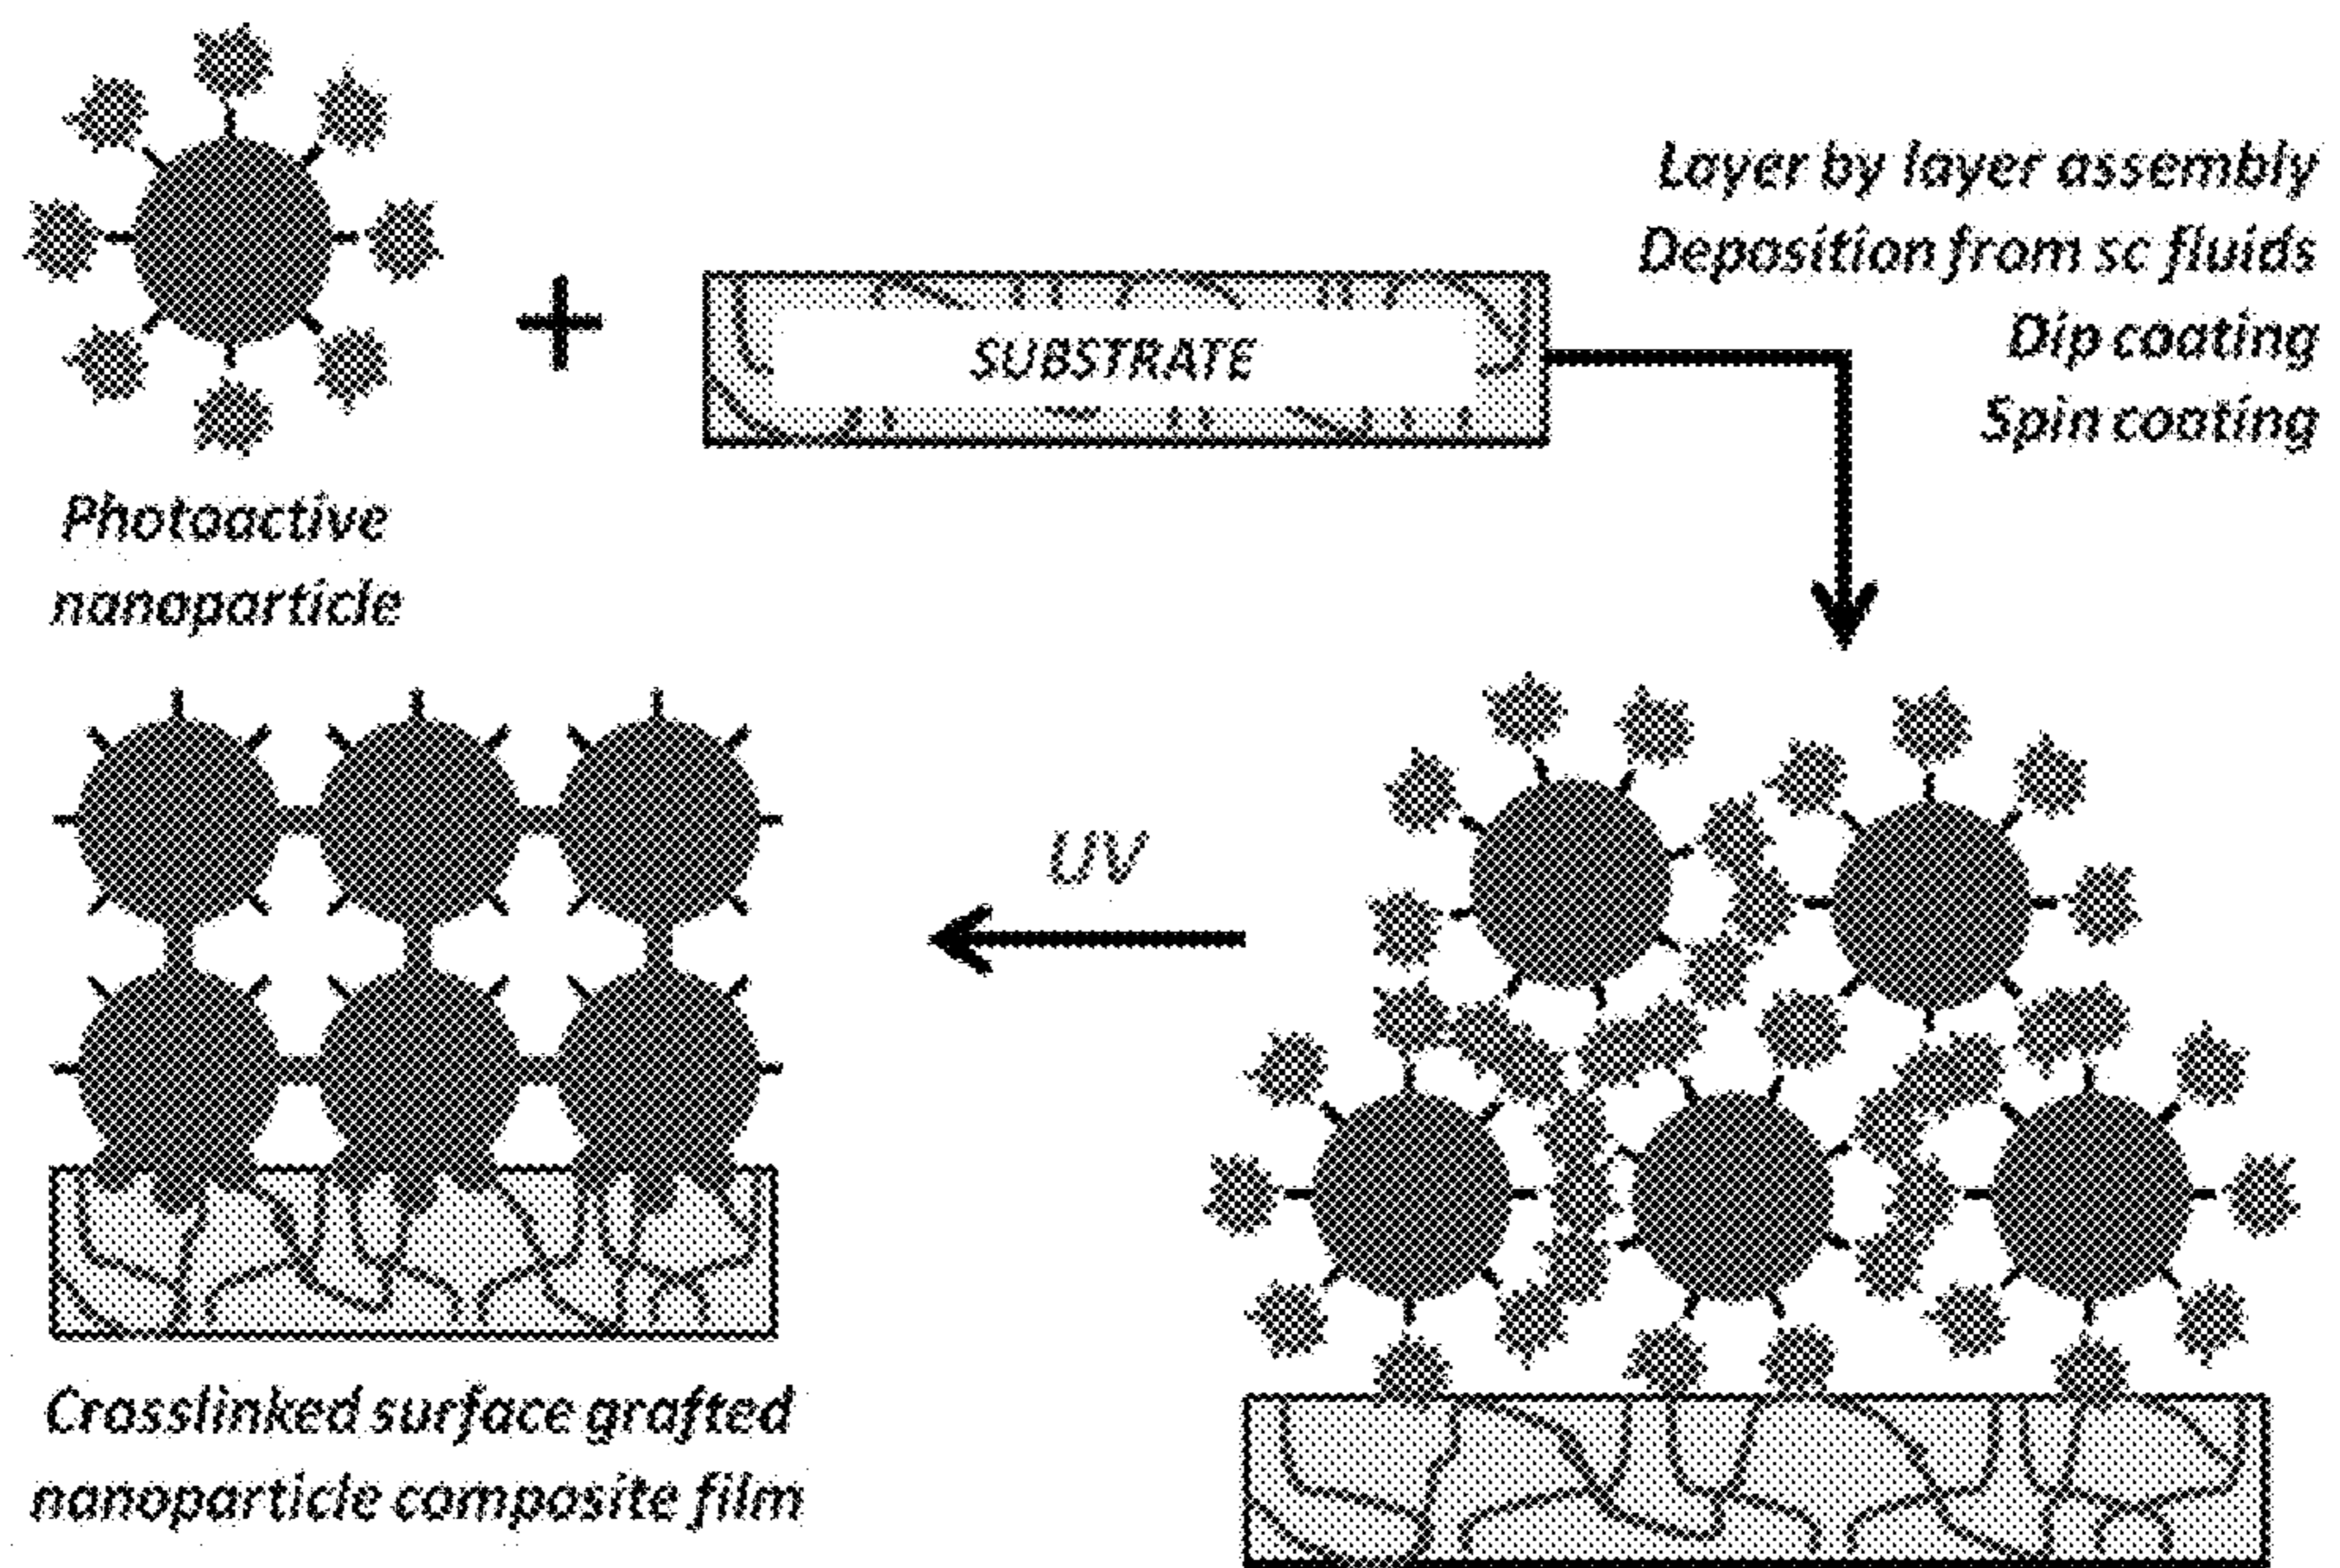 Layer by layer assembly
Deposition from sc fluids
Dip coating
Spin coating
SUBSTRATE
Photoactive
nanoparticle
UV
Crosslinked surface grafted
nanoparticle composite film